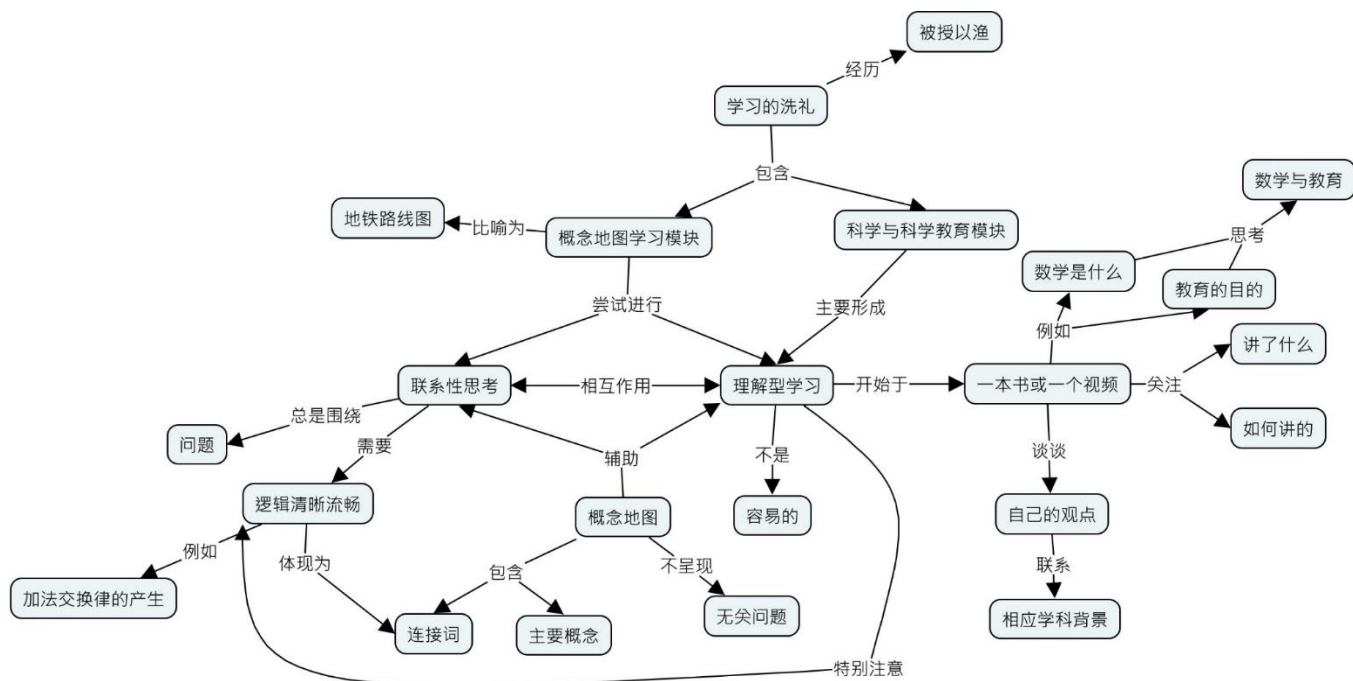 被授以渔
经历
学习的洗礼
包含
数学与教育
地铁路线图
比喻为
概念地图学习模块
科学与科学教育模块
思考
数学是什么
教育的目的
尝试进行
主要形成
例如
讲了什么
联系性思考
相互作用
理解型学习
开始于
一本书或一个视频
关注
总是围绕
问题
需要
如何讲的
辅助
不是
谈谈
逻辑清晰流畅
概念地图
容易的
自己的观点
例如
体现为
包含
不呈现
联系
加法交换律的产生
连接词
主要概念
无关问题
相应学科背景
特别注意